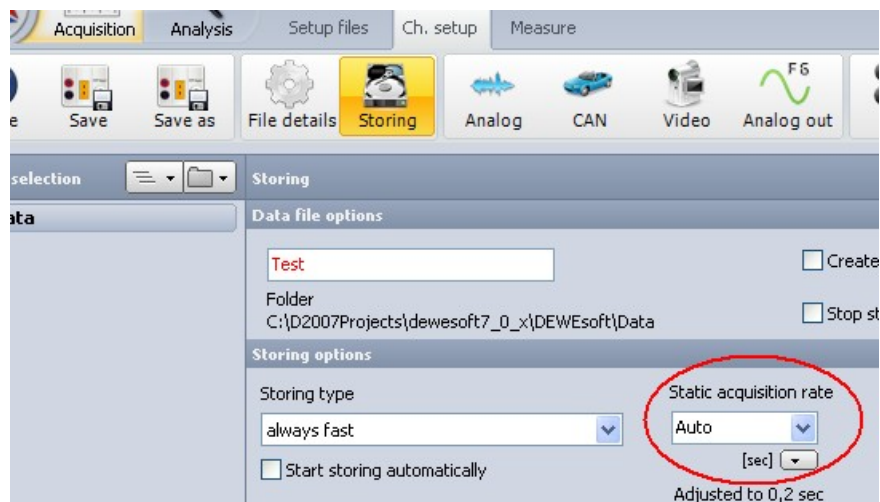 Acquisition Analysis Setup files Ch. setup Measure
F6
Save Save as File details Storing Analog CAN Video Analog out
selection Storing
Data file options
Test
Create
Folder
C:\D2007Projects\dewesoft7_0_x\DEWEsoft\Data
Stop
Storing options
Storing type Static acquisition rate
always fast Auto
[sec]
Start storing automatically
Adjusted to 0,2 sec